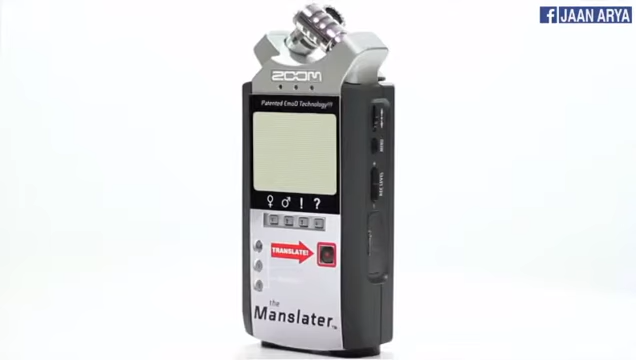 f JAAN ARYA
ZOOM
Patented EmoD Technology!!!
♀ ♂ ! ?
TRANSLATE!
the
Manslater™